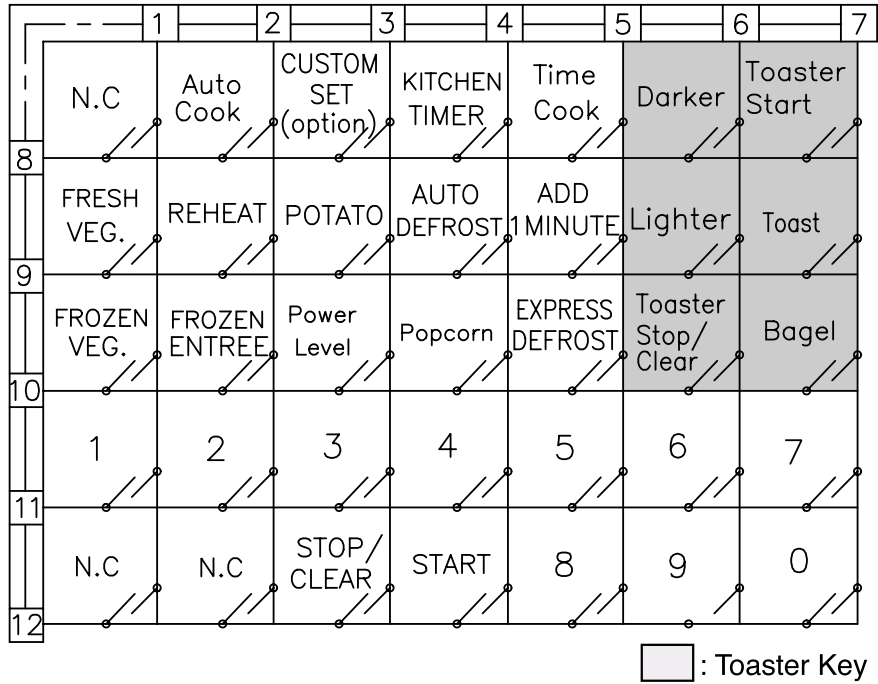 1 2 3 4 5 6 7
N.C
Auto
Cook
CUSTOM
SET
(option)
KITCHEN
TIMER
Time
Cook
Darker
Toaster
Start
8
FRESH
VEG.
REHEAT
POTATO
AUTO
DEFROST
ADD
1 MINUTE
Lighter
Toast
9
FROZEN
VEG.
FROZEN
ENTREE
Power
Level
Popcorn
EXPRESS
DEFROST
Toaster
Stop/
Clear
Bagel
10
1 2 3 4 5 6 7
11
N.C
N.C
STOP/
CLEAR
START
8
9
0
12
: Toaster Key